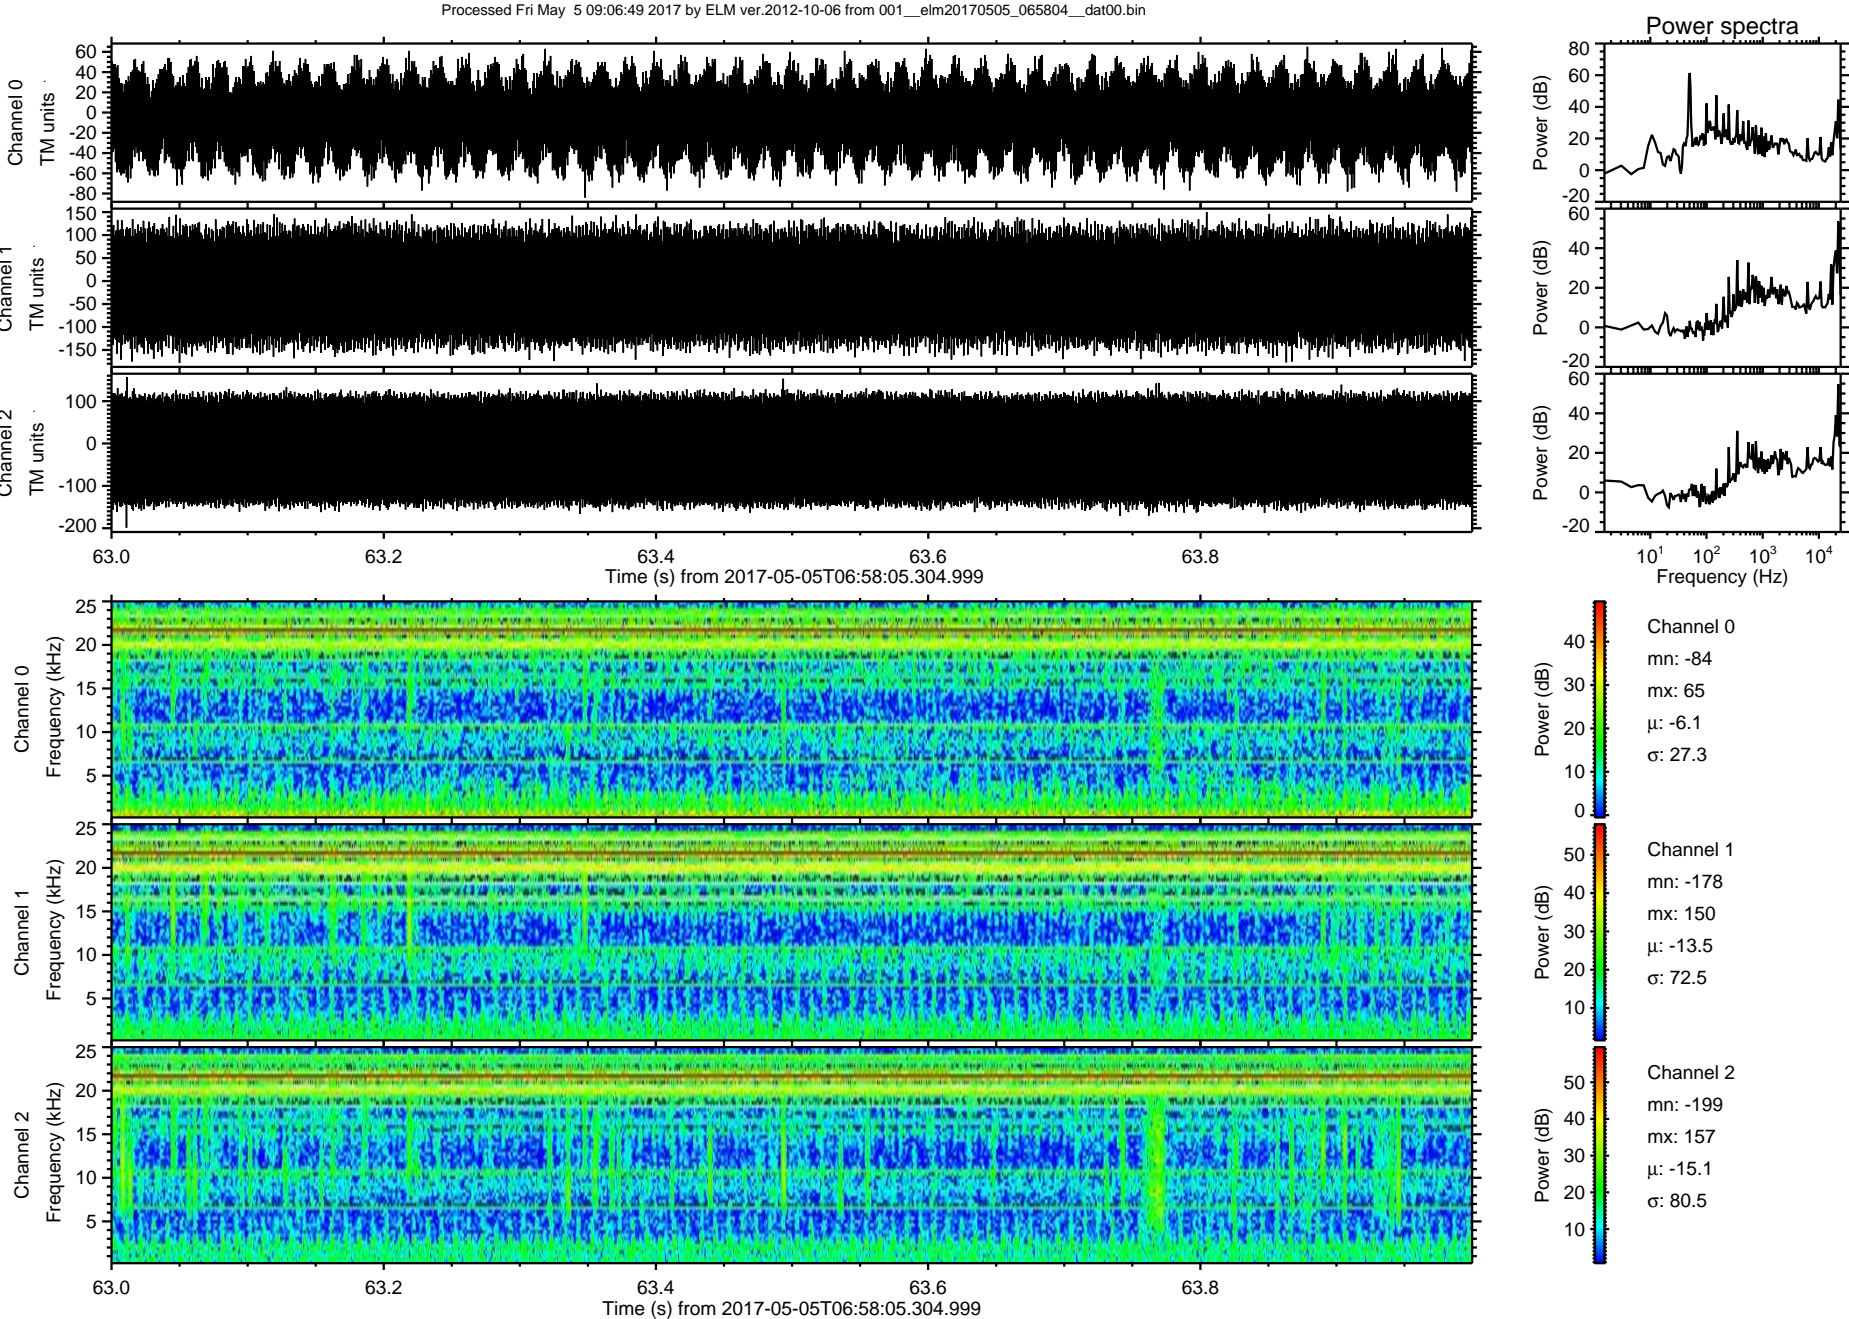 Processed Fri May 5 09:06:49 2017 by ELM ver.2012-10-06 from 001__elm20170505_065804__dat00.bin
Power spectra
Channel 0
TM units
60
40
20
0
-20
-40
-60
-80
Power (dB)
80
60
40
20
0
-20
Channel 1
TM units
150
100
50
0
-50
-100
-150
Power (dB)
60
40
20
0
-20
Channel 2
TM units
100
0
-100
-200
Power (dB)
60
40
20
0
-20
63.0 63.2 63.4 63.6 63.8
Time (s) from 2017-05-05T06:58:05.304.999
10¹ 10² 10³ 10⁴
Frequency (Hz)
Channel 0
Frequency (kHz)
25
20
15
10
5
Power (dB)
40
30
20
10
0
Channel 0
mn: -84
mx: 65
μ: -6.1
σ: 27.3
Channel 1
Frequency (kHz)
25
20
15
10
5
Power (dB)
50
40
30
20
10
Channel 1
mn: -178
mx: 150
μ: -13.5
σ: 72.5
Channel 2
Frequency (kHz)
25
20
15
10
5
Power (dB)
50
40
30
20
10
Channel 2
mn: -199
mx: 157
μ: -15.1
σ: 80.5
63.0 63.2 63.4 63.6 63.8
Time (s) from 2017-05-05T06:58:05.304.999